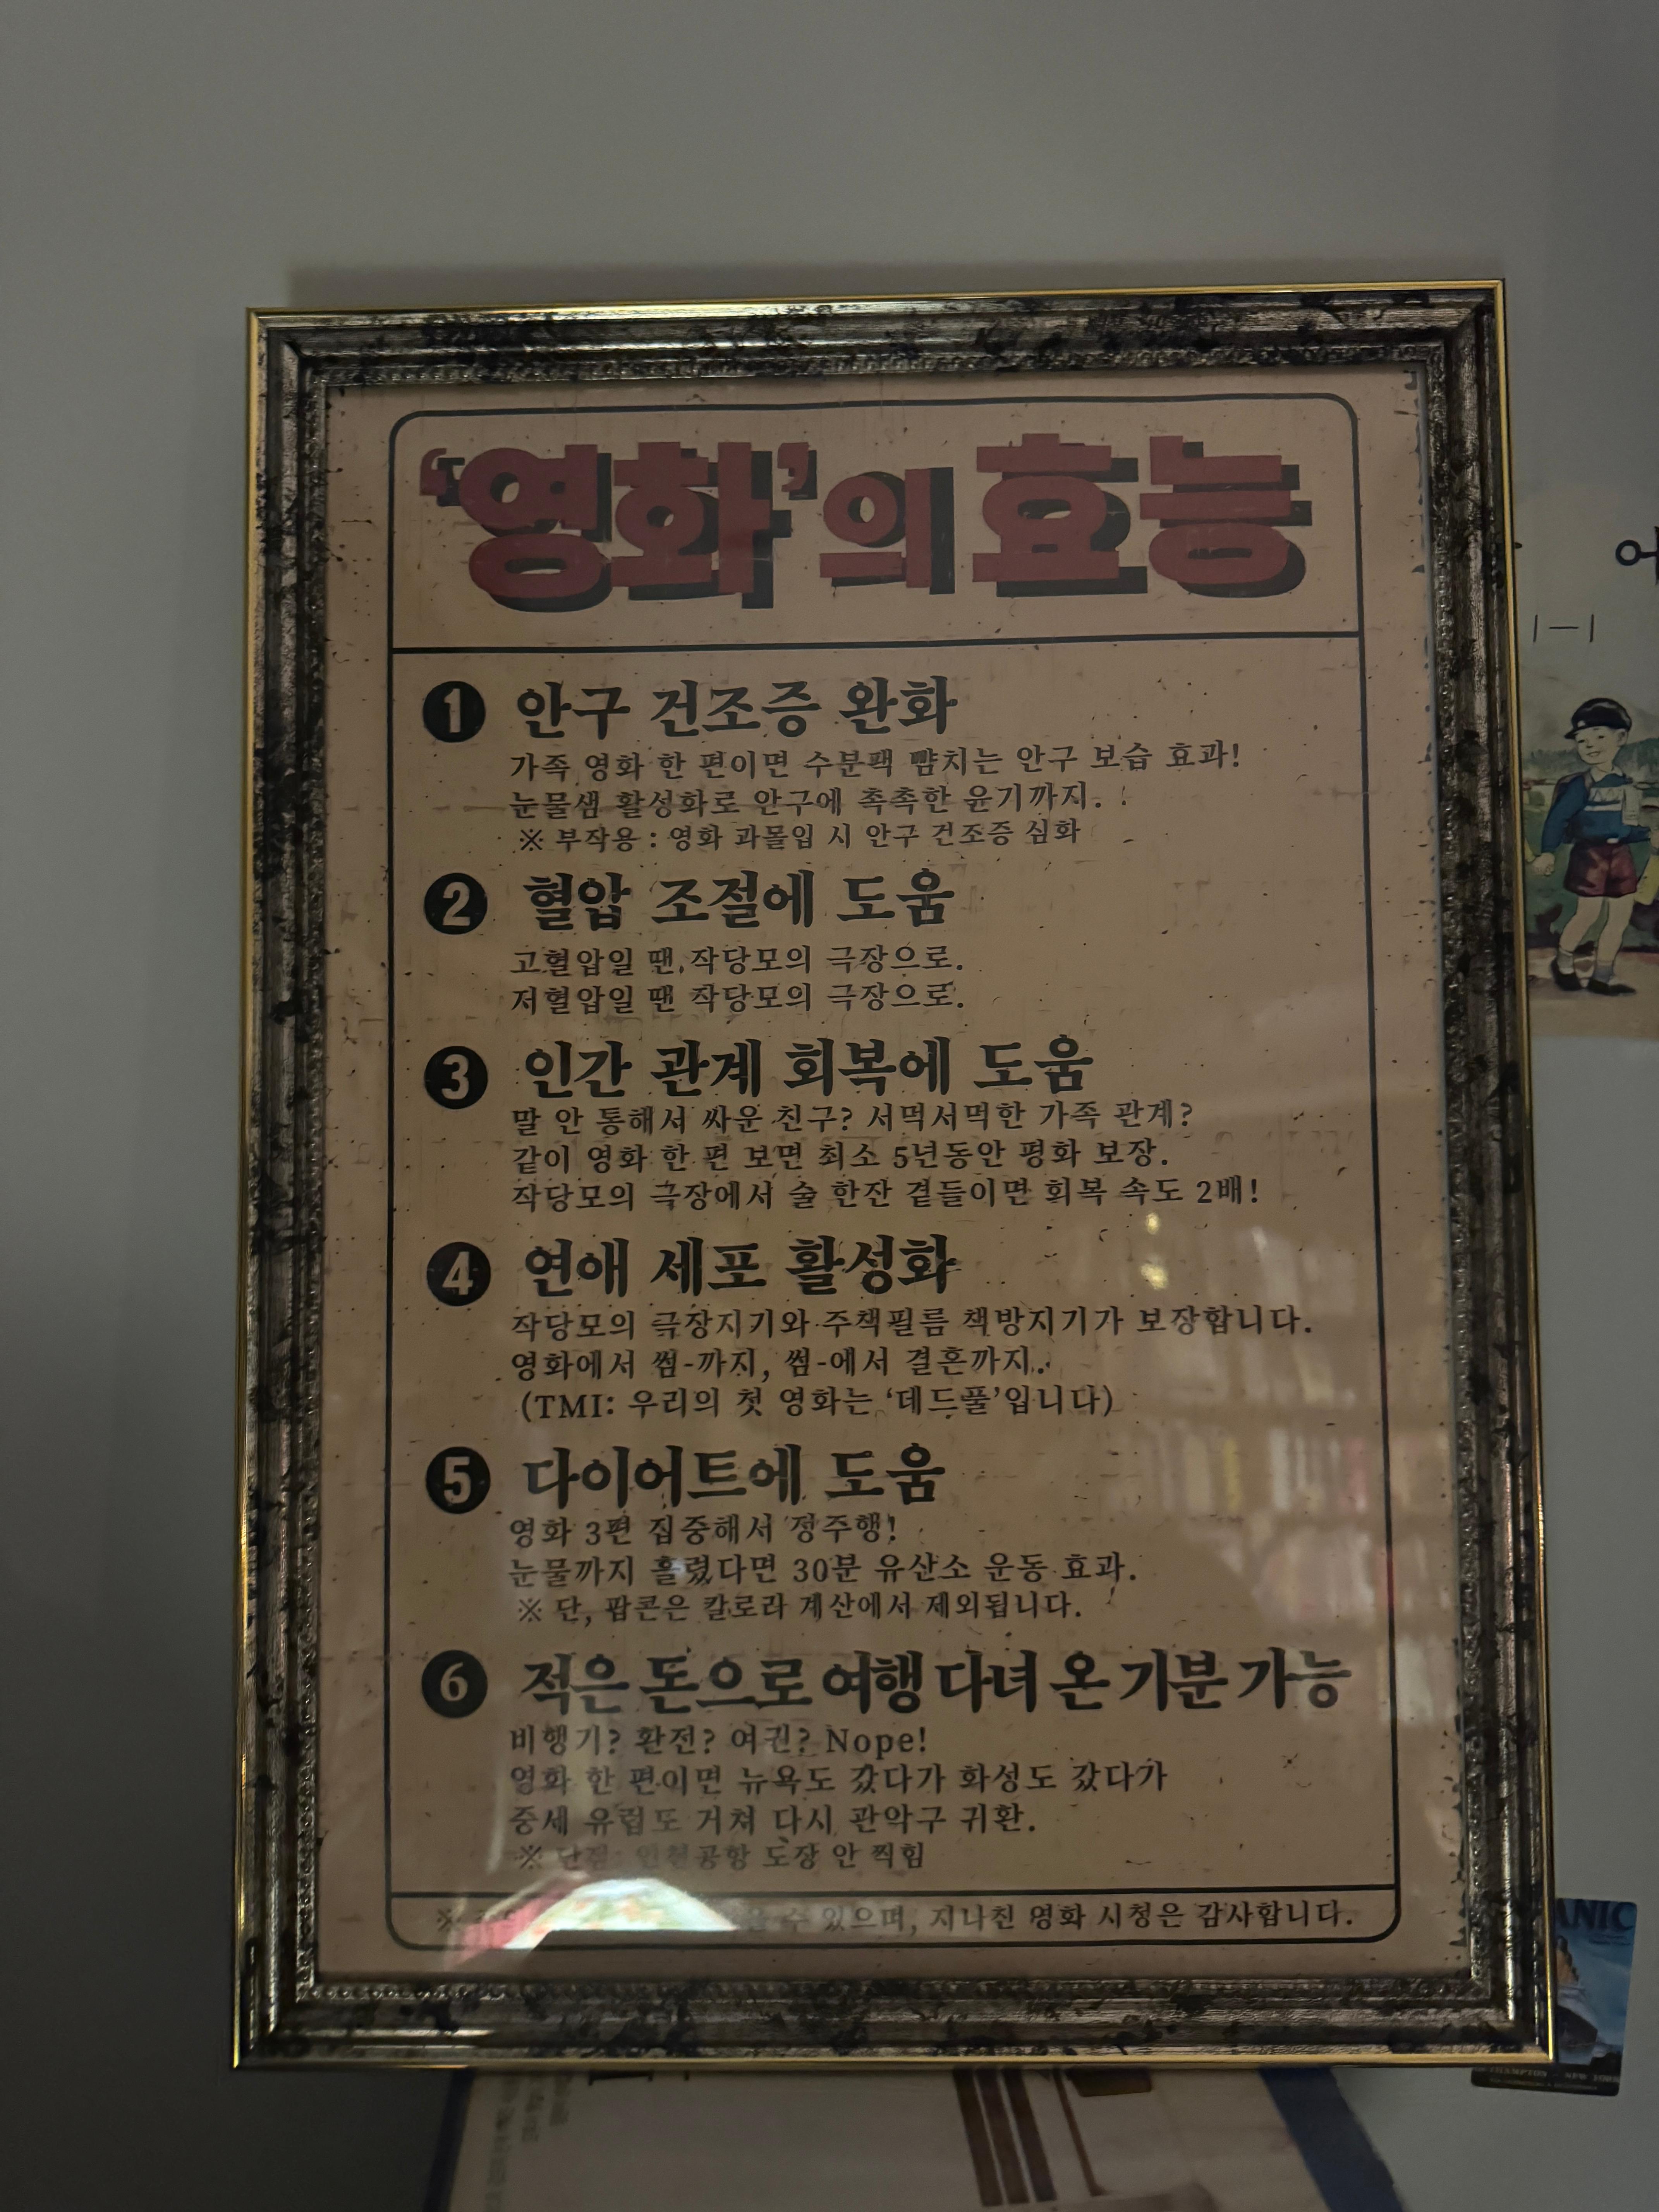 '영화'의 효능
1 안구 건조증 완화
가족 영화 한 편이면 수분팩 뺨치는 안구 보습 효과!
눈물샘 활성화로 안구에 촉촉한 윤기까지.
※ 부작용 : 영화 과몰입 시 안구 건조증 심화
2 혈압 조절에 도움
고혈압일 땐 작당모의 극장으로.
저혈압일 땐 작당모의 극장으로.
3 인간 관계 회복에 도움
말 안 통해서 싸운 친구? 서먹서먹한 가족 관계?
같이 영화 한 편 보면 최소 5년동안 평화 보장.
작당모의 극장에서 술 한잔 곁들이면 회복 속도 2배!
4 연애 세포 활성화
작당모의 극장지기와 주책필름 책방지기가 보장합니다.
영화에서 썸-까지, 썸-에서 결혼까지.
(TMI: 우리의 첫 영화는 '데드풀'입니다)
5 다이어트에 도움
영화 3편 집중해서 정주행!
눈물까지 흘렸다면 30분 유산소 운동 효과.
※ 단, 팝콘은 칼로라 계산에서 제외됩니다.
6 적은 돈으로 여행 다녀 온 기분 가능
비행기? 환전? 여권? Nope!
영화 한 편이면 뉴욕도 갔다가 화성도 갔다가
중세 유럽도 거쳐 다시 관악구 귀환.
※ 단점 인천공항 도장 안 찍힘
※ 수 있으며, 지나친 영화 시청은 감사합니다.
ANIC